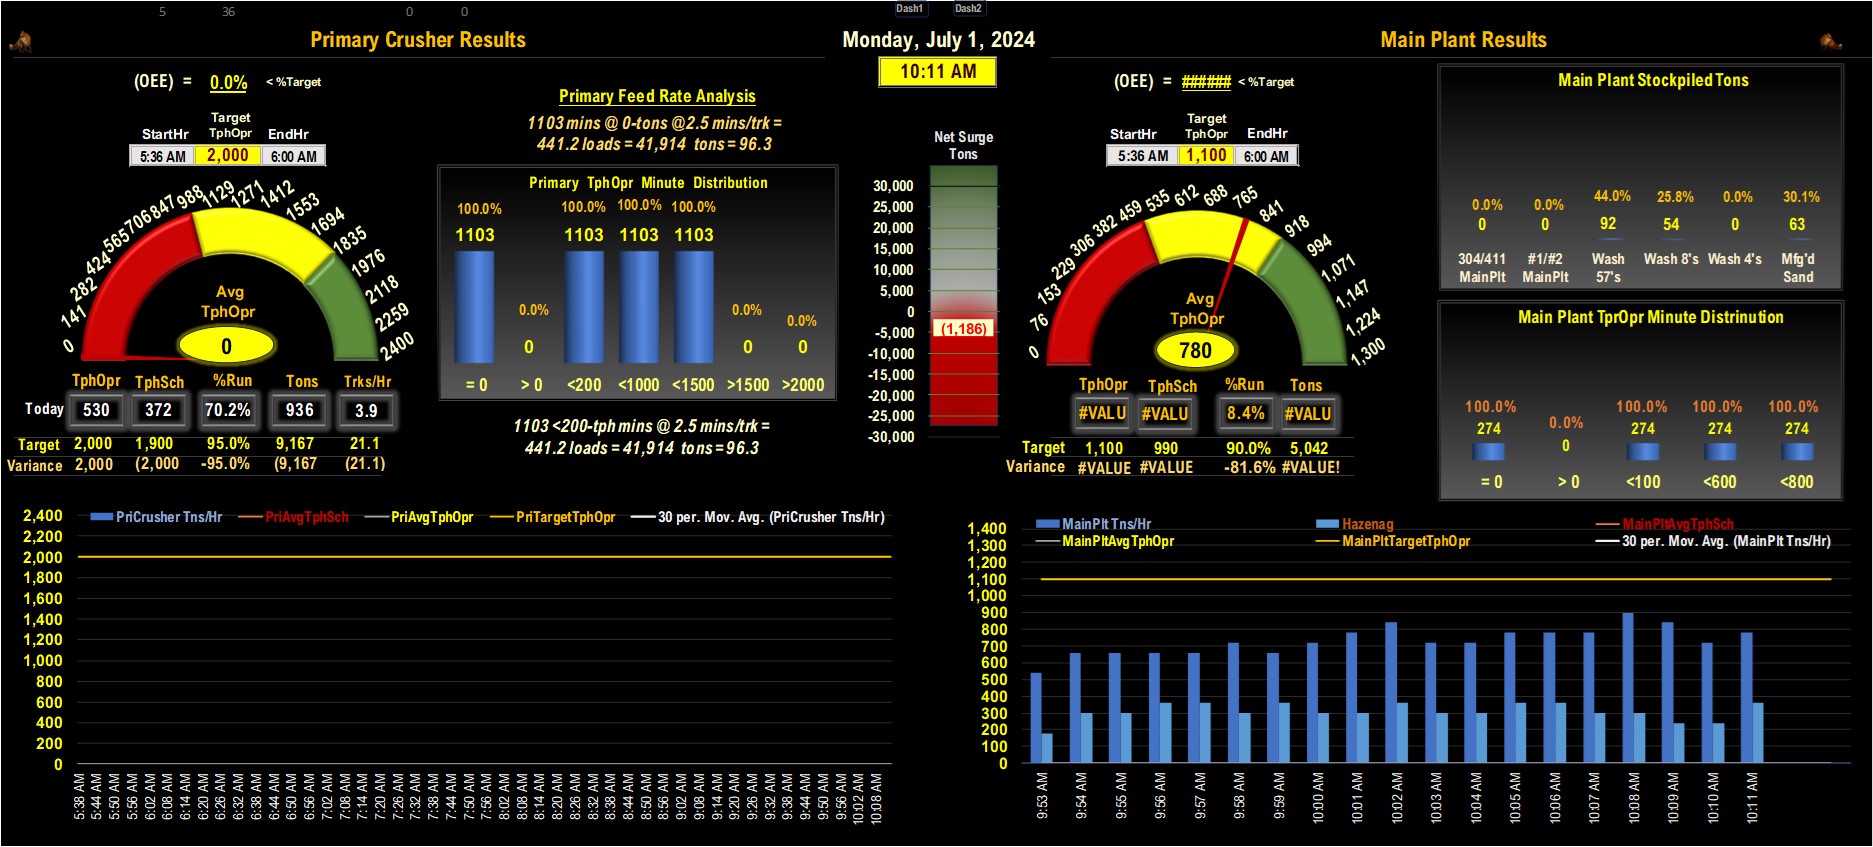 5 36 0 0 Dash1 Dash2
Primary Crusher Results
Monday, July 1, 2024
Main Plant Results
10:11 AM
(OEE) = 0.0% < %Target
Target
StartHr TphOpr EndHr
5:36 AM 2,000 6:00 AM
0 141 282 424 565 706 847 988 1129 1271 1412 1553 1694 1835 1976 2118 2259 2400
Avg
TphOpr
0
TphOpr TphSch %Run Tons Trks/Hr
Today 530 372 70.2% 936 3.9
Target 2,000 1,900 95.0% 9,167 21.1
Variance 2,000 (2,000 -95.0% (9,167 (21.1)
Primary Feed Rate Analysis
1103 mins @ 0-tons @2.5 mins/trk =
441.2 loads = 41,914 tons = 96.3
Primary TphOpr Minute Distribution
100.0% 0.0% 100.0% 100.0% 100.0% 0.0% 0.0%
1103 0 1103 1103 1103 0 0
= 0 > 0 <200 <1000 <1500 >1500 >2000
1103 <200-tph mins @ 2.5 mins/trk =
441.2 loads = 41,914 tons = 96.3
Net Surge
Tons
30,000
25,000
20,000
15,000
10,000
5,000
0
-5,000
-10,000
-15,000
-20,000
-25,000
-30,000
(1,186)
(OEE) = ###### < %Target
Target
StartHr TphOpr EndHr
5:36 AM 1,100 6:00 AM
0 76 153 229 306 382 459 535 612 688 765 841 918 994 1,071 1,147 1,224 1,300
Avg
TphOpr
780
TphOpr TphSch %Run Tons
#VALU #VALU 8.4% #VALU
Target 1,100 990 90.0% 5,042
Variance #VALUE #VALUE -81.6% #VALUE!
Main Plant Stockpiled Tons
0.0% 0.0% 44.0% 25.8% 0.0% 30.1%
0 0 92 54 0 63
304/411 #1/#2 Wash Wash 8's Wash 4's Mfg'd
MainPlt MainPlt 57's Sand
Main Plant TprOpr Minute Distrinution
100.0% 0.0% 100.0% 100.0% 100.0%
274 0 274 274 274
= 0 > 0 <100 <600 <800
PriCrusher Tns/Hr PriAvgTphSch PriAvgTphOpr PriTargetTphOpr 30 per. Mov. Avg. (PriCrusher Tns/Hr)
2,400
2,200
2,000
1,800
1,600
1,400
1,200
1,000
800
600
400
200
0
5:38 AM 5:44 AM 5:50 AM 5:56 AM 6:02 AM 6:08 AM 6:14 AM 6:20 AM 6:26 AM 6:32 AM 6:38 AM 6:44 AM 6:50 AM 6:56 AM 7:02 AM 7:08 AM 7:14 AM 7:20 AM 7:26 AM 7:32 AM 7:38 AM 7:44 AM 7:50 AM 7:56 AM 8:02 AM 8:08 AM 8:14 AM 8:20 AM 8:26 AM 8:32 AM 8:38 AM 8:44 AM 8:50 AM 8:56 AM 9:02 AM 9:08 AM 9:14 AM 9:20 AM 9:26 AM 9:32 AM 9:38 AM 9:44 AM 9:50 AM 9:56 AM 10:02 AM 10:08 AM
MainPlt Tns/Hr Hazenag MainPltAvgTphSch
MainPltAvgTphOpr MainPltTargetTphOpr 30 per. Mov. Avg. (MainPlt Tns/Hr)
1,400
1,300
1,200
1,100
1,000
900
800
700
600
500
400
300
200
100
0
9:53 AM 9:54 AM 9:55 AM 9:56 AM 9:57 AM 9:58 AM 9:59 AM 10:00 AM 10:01 AM 10:02 AM 10:03 AM 10:04 AM 10:05 AM 10:06 AM 10:07 AM 10:08 AM 10:09 AM 10:10 AM 10:11 AM